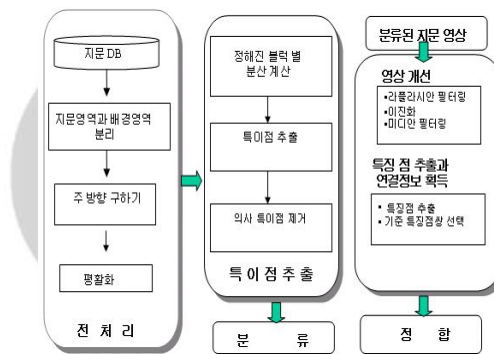 지문 DB
지문영역과 배경영역
분리
주 방향 구하기
평활화
전 처 리
정해진 블럭 별
분산 계산
특이점 추출
의사 특이점 제거
특 이 점 추 출
분 류
분류된 지문 영상
영상 개선
▪라플라시안 필터링
▪이진화
▪미디안 필터링
특징 점 추출과
연결정보 획득
▪ 특징점 추출
▪ 기준 특징점쌍 선택
정 합